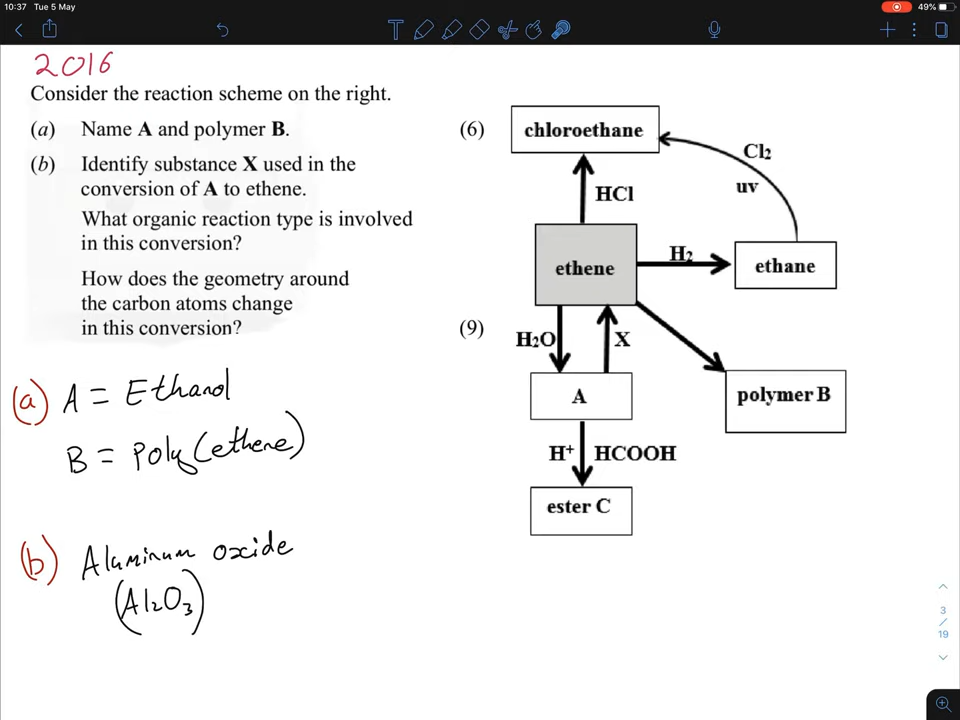 10:37 Tue 5 May
49%
2016
Consider the reaction scheme on the right.
(a) Name A and polymer B.
(6)
(b) Identify substance X used in the
conversion of A to ethene.
What organic reaction type is involved
in this conversion?
How does the geometry around
the carbon atoms change
in this conversion?
(9)
chloroethane
Cl2
uv
HCl
ethene
H2
ethane
H2O
X
A
polymer B
H+ HCOOH
ester C
(a) A = Ethanol
B = Poly(ethene)
(b) Aluminum oxide
(Al2O3)
3
/
19